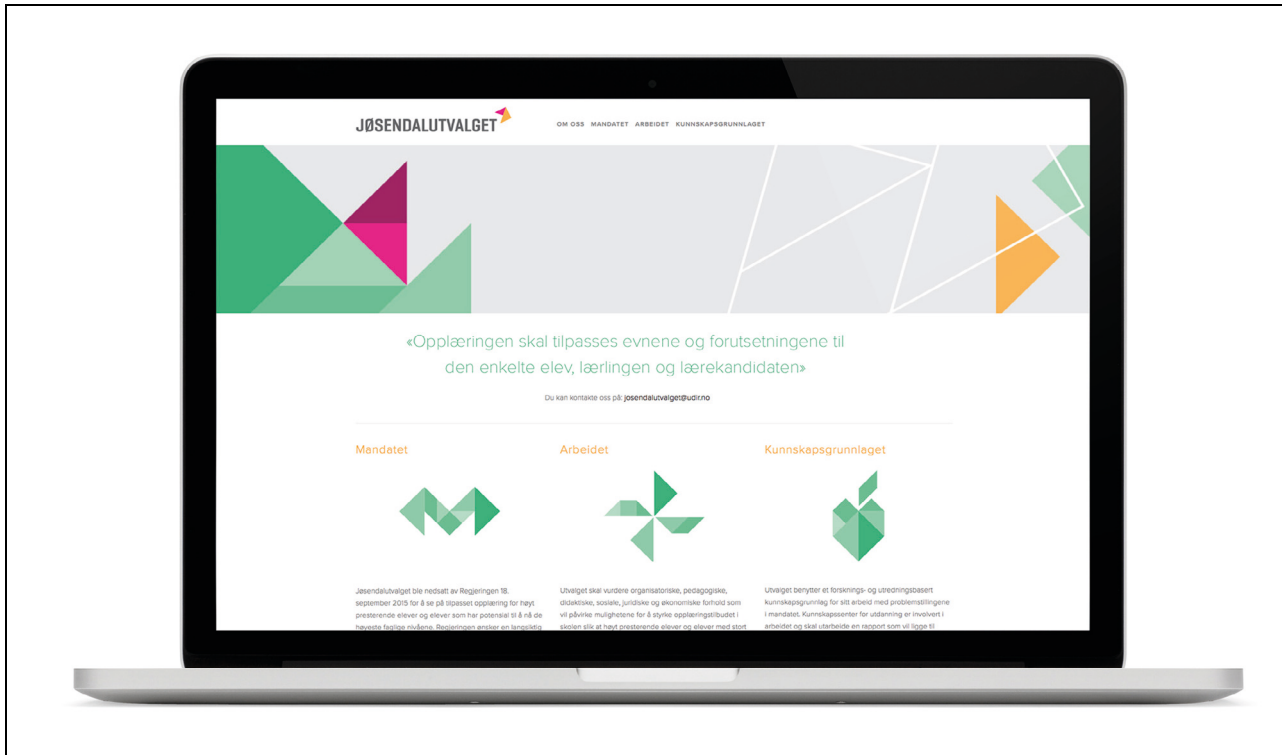 JØSENDALUTVALGET
OM OSS MANDATET ARBEIDET KUNNSKAPSGRUNNLAGET
«Opplæringen skal tilpasses evnene og forutsetningene til
den enkelte elev, lærlingen og lærekandidaten»
Du kan kontakte oss på: josendalutvalget@udir.no
Mandatet
Jøsendalutvalget ble nedsatt av Regjeringen 18.
september 2015 for å se på tilpasset opplæring for høyt
presterende elever og elever som har potensial til å nå de
høyeste faglige nivåene. Regjeringen ønsker en langsiktig
Arbeidet
Utvalget skal vurdere organisatoriske, pedagogiske,
didaktiske, sosiale, juridiske og økonomiske forhold som
vil påvirke mulighetene for å styrke opplæringstilbudet i
skolen slik at høyt presterende elever og elever med stort
Kunnskapsgrunnlaget
Utvalget benytter et forsknings- og utredningsbasert
kunnskapsgrunnlag for sitt arbeid med problemstillingene
i mandatet. Kunnskapssenter for utdanning er involvert i
arbeidet og skal utarbeide en rapport som vil ligge til